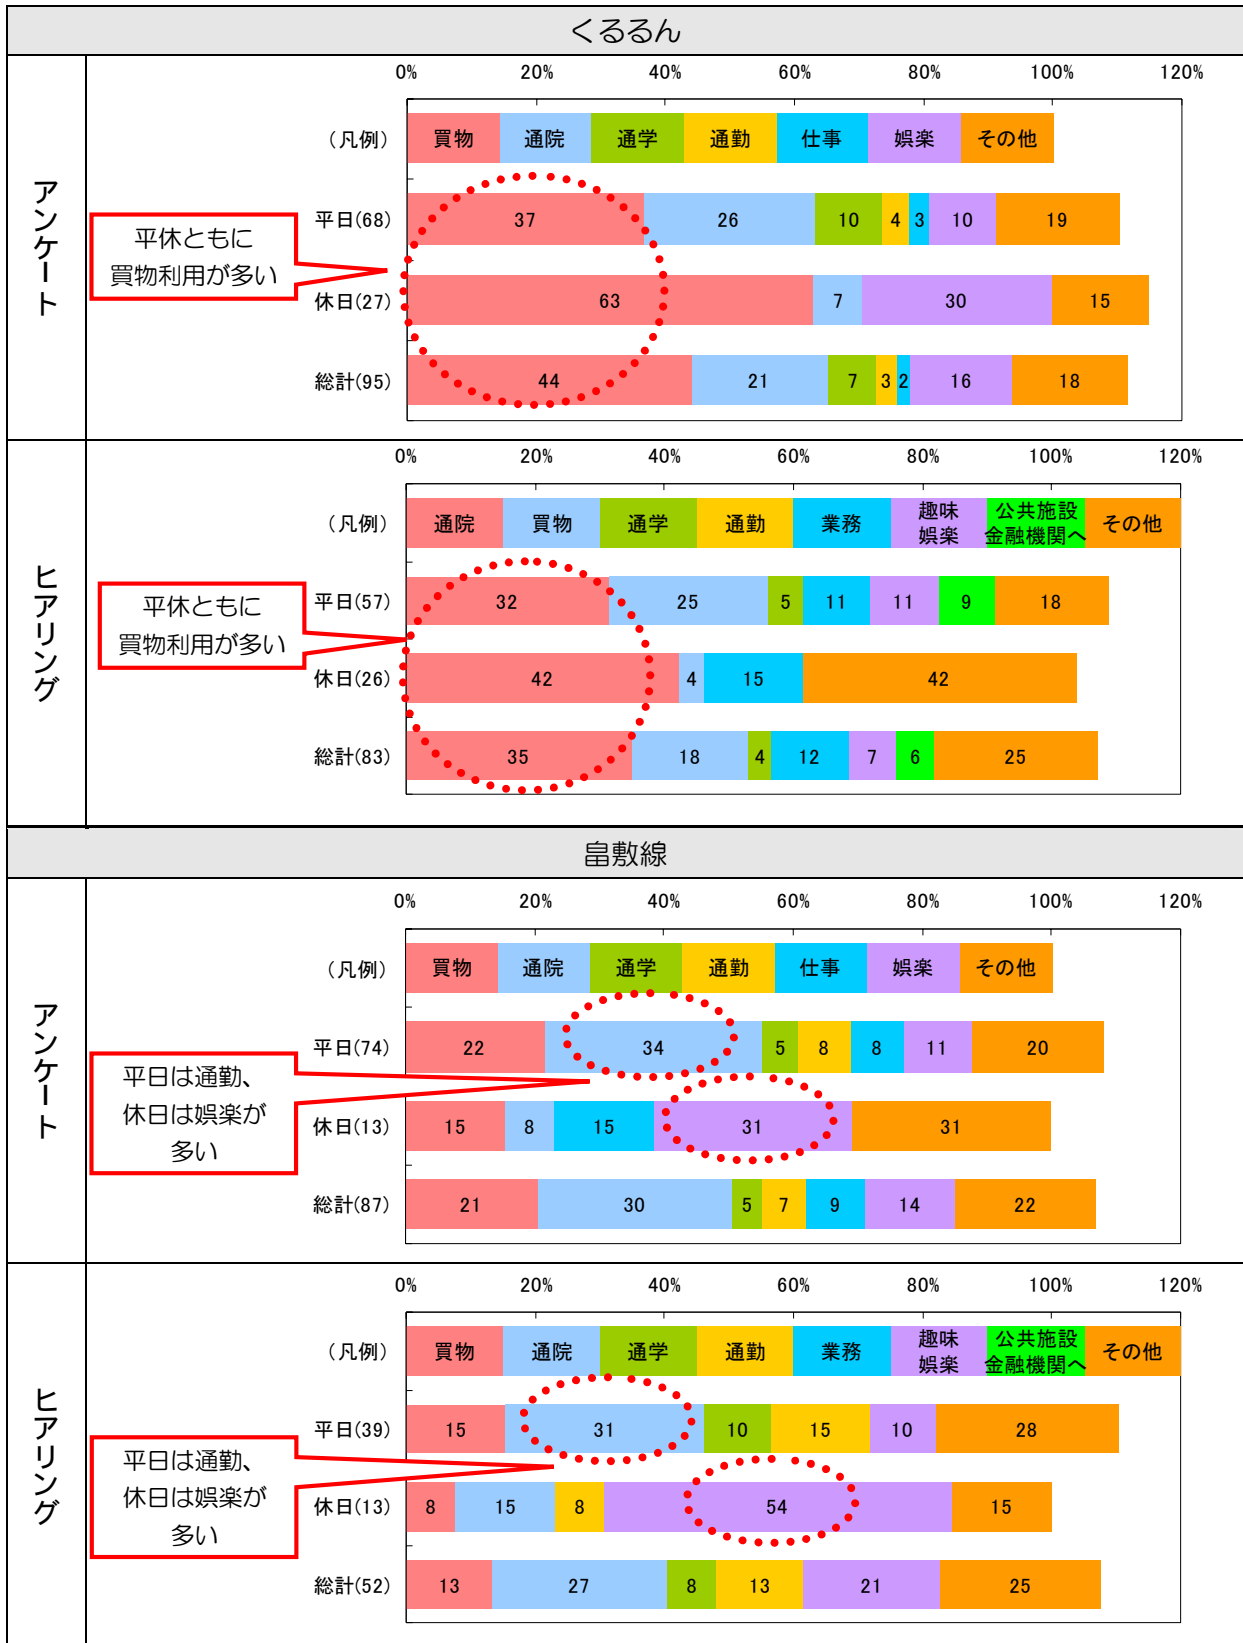 くるるん
アンケート
0% 20% 40% 60% 80% 100% 120%
(凡例) 買物 通院 通学 通勤 仕事 娯楽 その他
平日(68) 37 26 10 4 3 10 19
休日(27) 63 7 30 15
総計(95) 44 21 7 3 2 16 18
平休ともに
買物利用が多い
ヒアリング
0% 20% 40% 60% 80% 100% 120%
(凡例) 通院 買物 通学 通勤 業務 趣味 公共施設 その他
娯楽 金融機関へ
平日(57) 32 25 5 11 11 9 18
休日(26) 42 4 15 42
総計(83) 35 18 4 12 7 6 25
平休ともに
買物利用が多い
畠敷線
アンケート
0% 20% 40% 60% 80% 100% 120%
(凡例) 買物 通院 通学 通勤 仕事 娯楽 その他
平日(74) 22 34 5 8 8 11 20
休日(13) 15 8 15 31 31
総計(87) 21 30 5 7 9 14 22
平日は通勤、
休日は娯楽が
多い
ヒアリング
0% 20% 40% 60% 80% 100% 120%
(凡例) 買物 通院 通学 通勤 業務 趣味 公共施設 その他
娯楽 金融機関へ
平日(39) 15 31 10 15 10 28
休日(13) 8 15 8 54 15
総計(52) 13 27 8 13 21 25
平日は通勤、
休日は娯楽が
多い